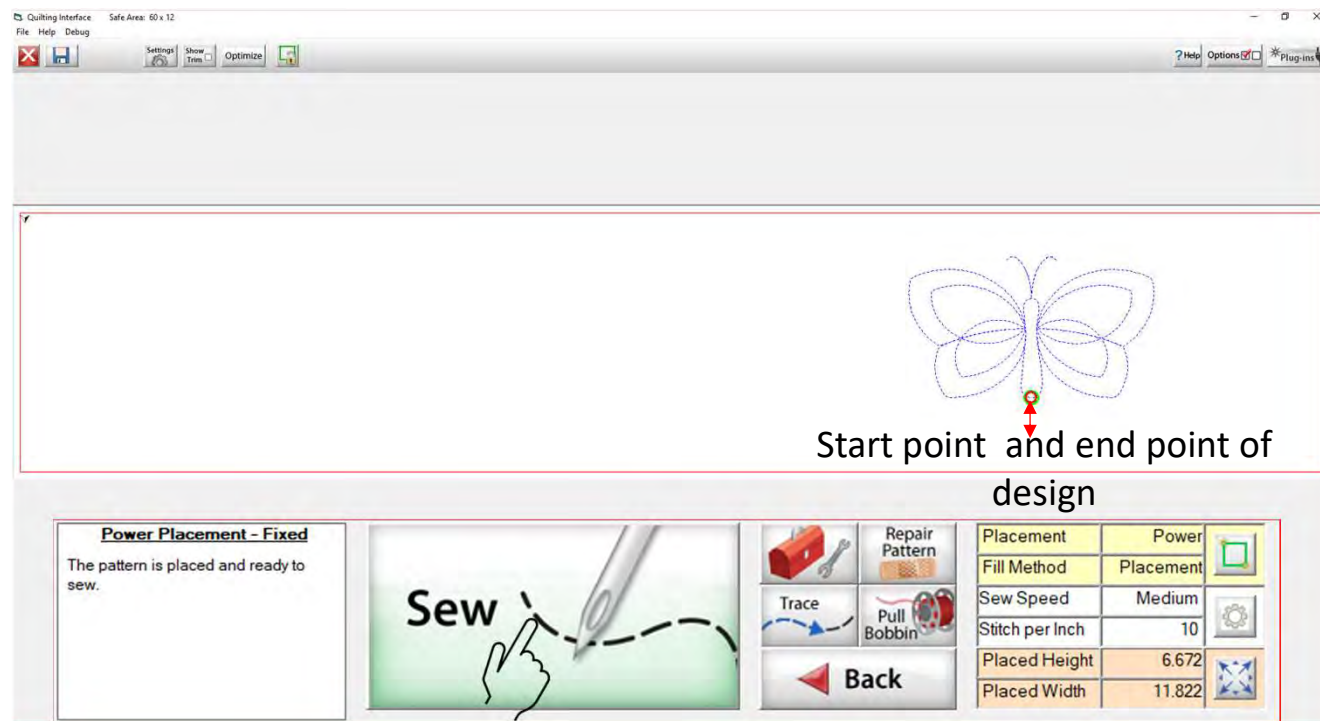 Quilting Interface Safe Area: 60 x 12
File Help Debug
Settings Show Trim Optimize ?Help Options Plug-ins
Start point and end point of
design
Power Placement - Fixed
The pattern is placed and ready to
sew.
Sew
Repair
Pattern
Trace
Pull
Bobbin
Back
Placement Power
Fill Method Placement
Sew Speed Medium
Stitch per Inch 10
Placed Height 6.672
Placed Width 11.822